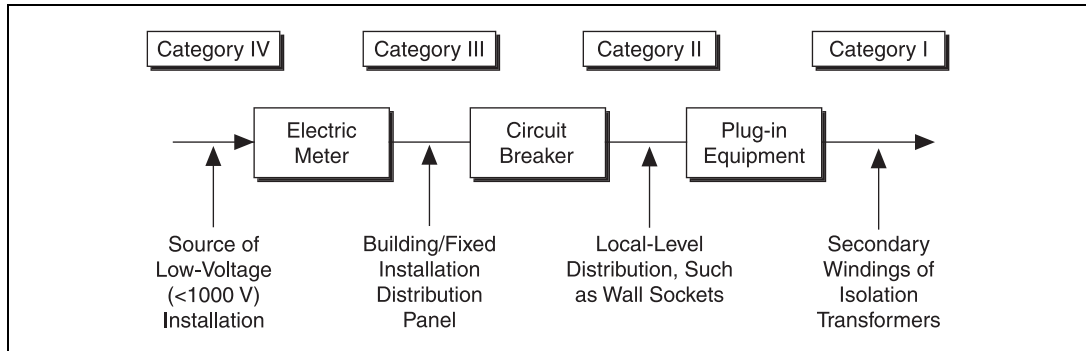 Category IV
Category III
Category II
Category I
Electric
Meter
Circuit
Breaker
Plug-in
Equipment
Source of
Low-Voltage
(<1000 V)
Installation
Building/Fixed
Installation
Distribution
Panel
Local-Level
Distribution, Such
as Wall Sockets
Secondary
Windings of
Isolation
Transformers